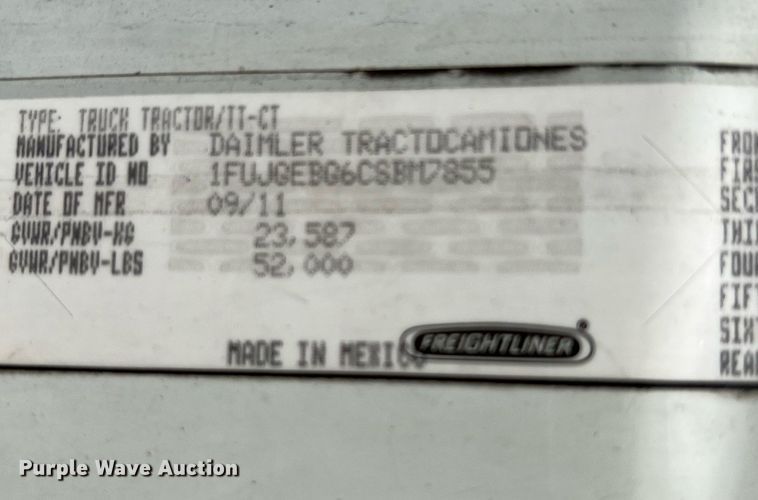 TYPE: TRUCK TRACTOR/TT-CT
MANUFACTURED BY DAIMLER TRACTOCAMIONES
VEHICLE ID NO 1FUJGEBG6CSBM7855
DATE OF MFR 09/11
GVWR/PNBV-KG 23,587
GVWR/PNBV-LBS 52,000
MADE IN MEXICO
FREIGHTLINER®
FRON
FIRS
SECO
THIR
FOUR
FIFT
SIXT
REAR
Purple Wave Auction